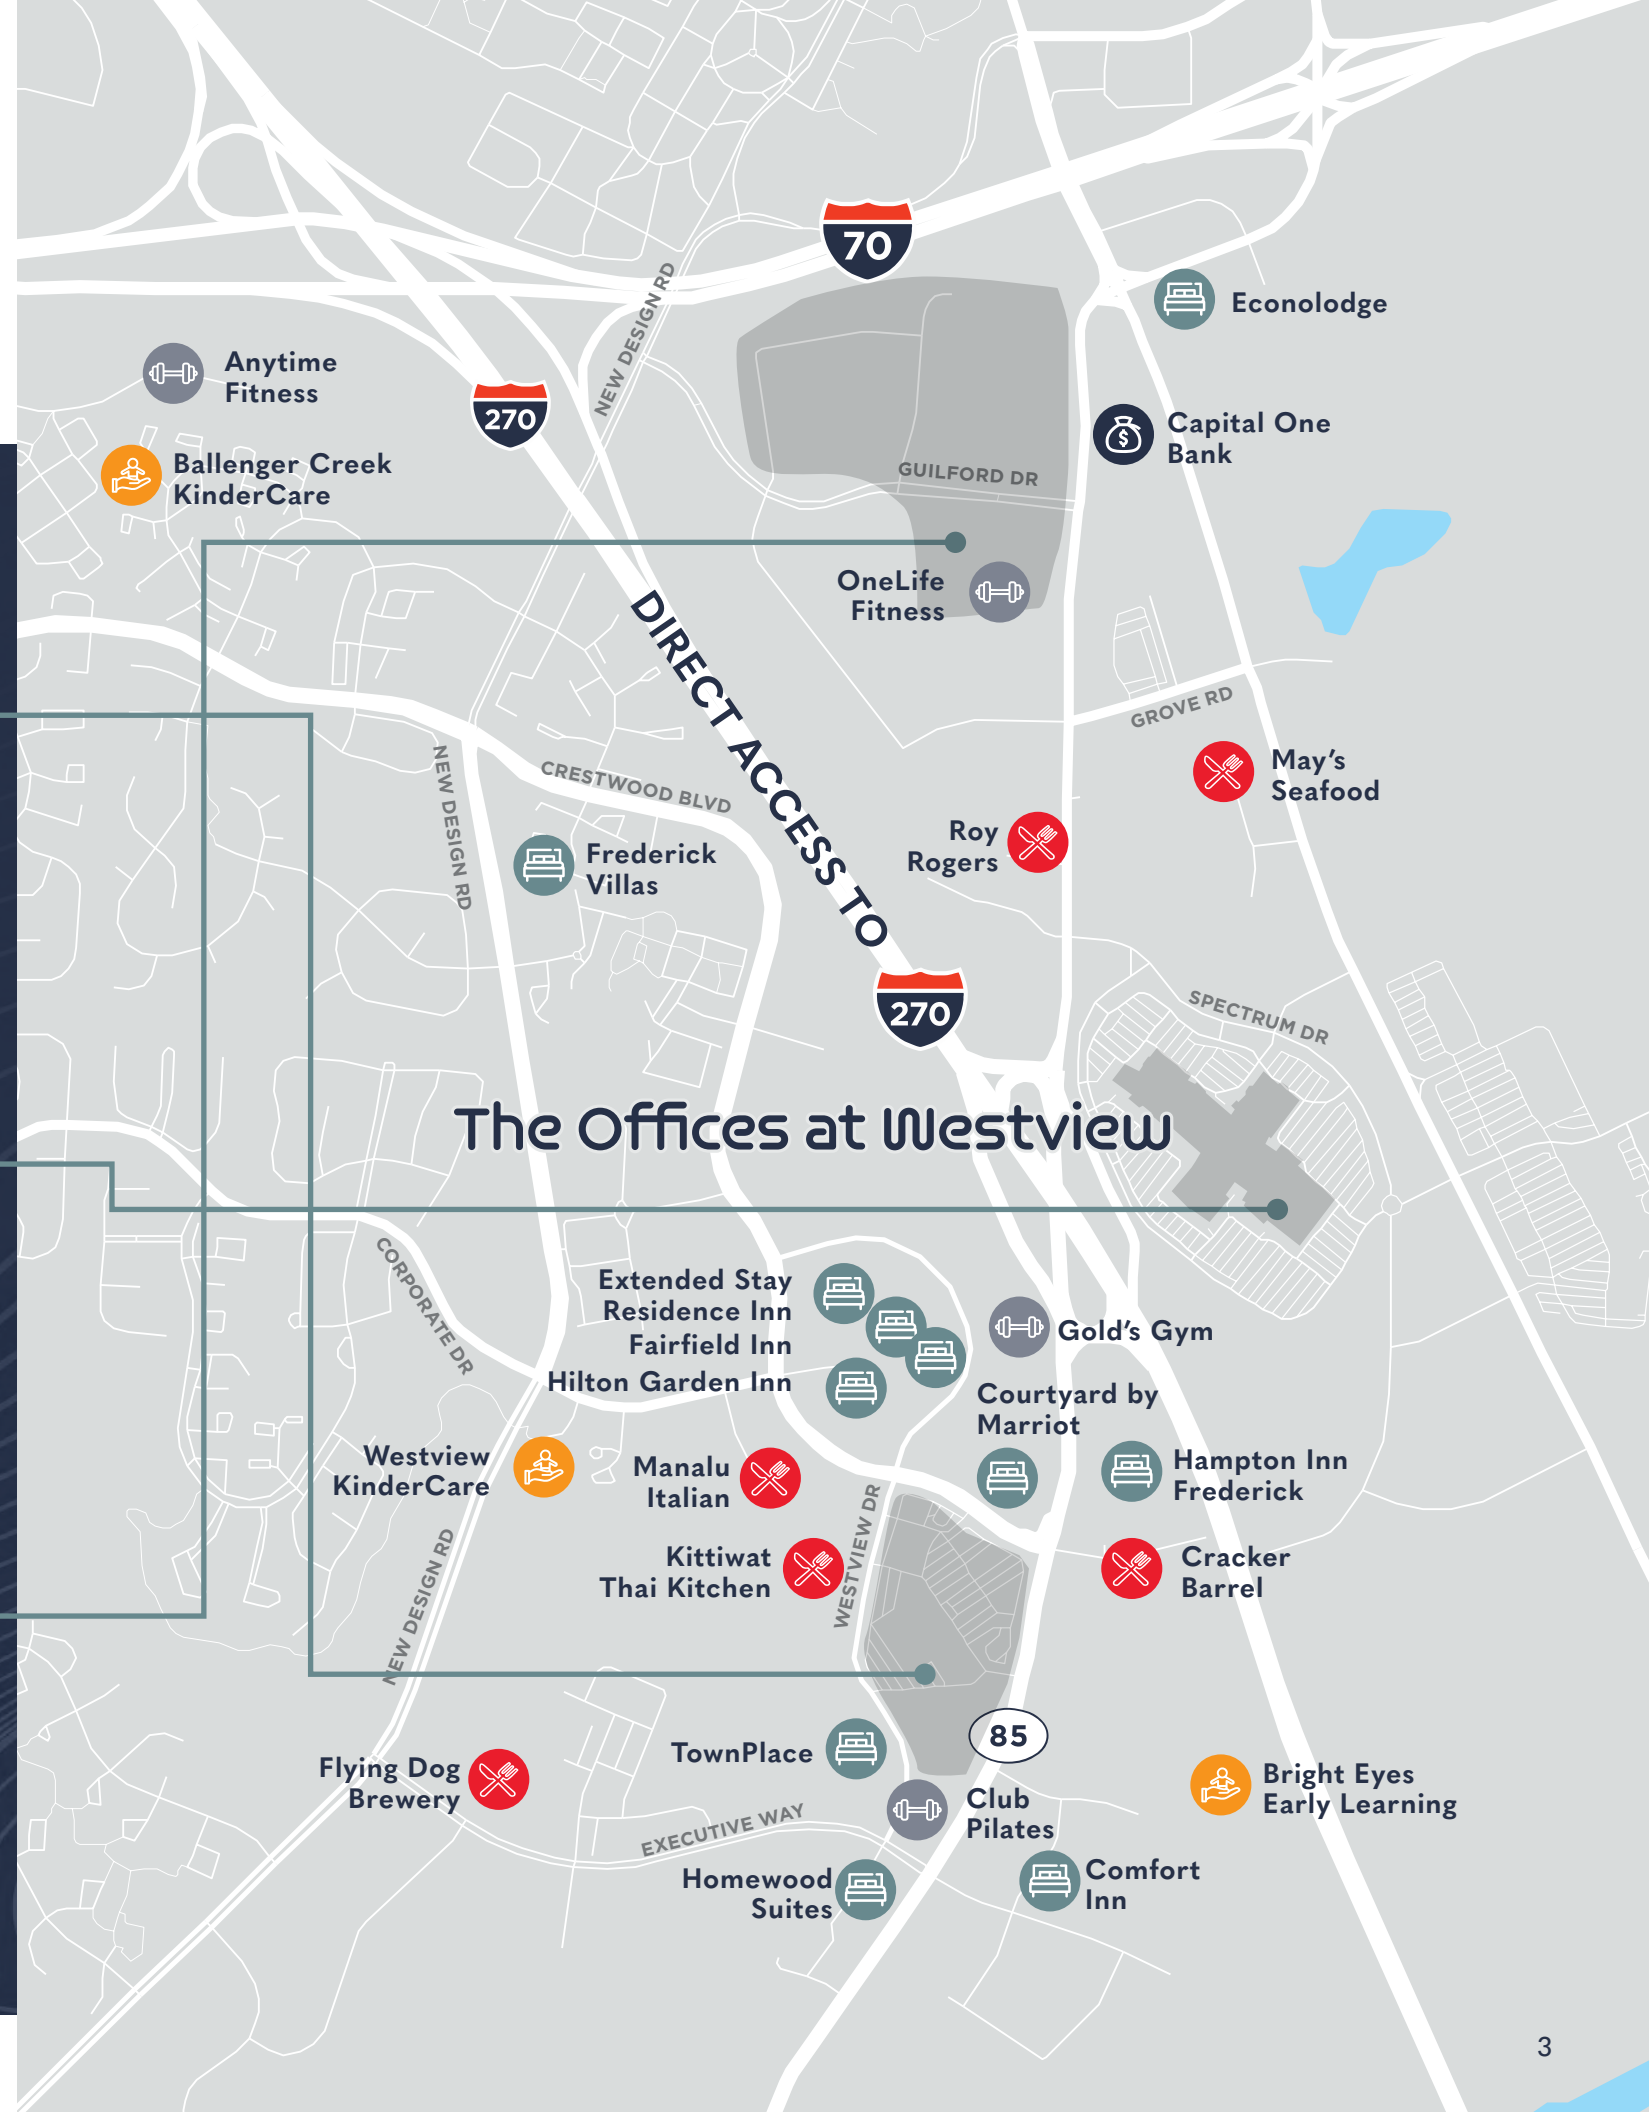 70
NEW DESIGN RD
Econolodge
Anytime
Fitness
270
Capital One
Bank
Ballenger Creek
KinderCare
GUILFORD DR
OneLife
Fitness
DIRECT ACCESS TO
270
GROVE RD
NEW DESIGN RD
CRESTWOOD BLVD
May's
Seafood
Roy
Rogers
Frederick
Villas
SPECTRUM DR
The Offices at Westview
CORPORATE DR
Extended Stay
Residence Inn
Fairfield Inn
Hilton Garden Inn
Gold's Gym
Courtyard by
Marriot
Westview
KinderCare
Manalu
Italian
Hampton Inn
Frederick
WESTVIEW DR
NEW DESIGN RD
Kittiwat
Thai Kitchen
Cracker
Barrel
85
TownPlace
Flying Dog
Brewery
Club
Pilates
Bright Eyes
Early Learning
EXECUTIVE WAY
Homewood
Suites
Comfort
Inn
3